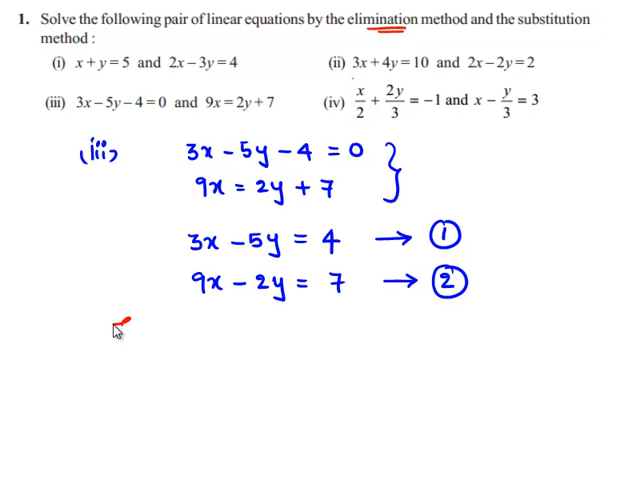 1. Solve the following pair of linear equations by the elimination method and the substitution
method :
(i) x + y = 5 and 2x – 3y = 4 (ii) 3x + 4y = 10 and 2x – 2y = 2
(iii) 3x – 5y – 4 = 0 and 9x = 2y + 7 (iv) x/2 + 2y/3 = –1 and x – y/3 = 3
(iii) 3x - 5y - 4 = 0
9x = 2y + 7
3x - 5y = 4 → ①
9x - 2y = 7 → ②